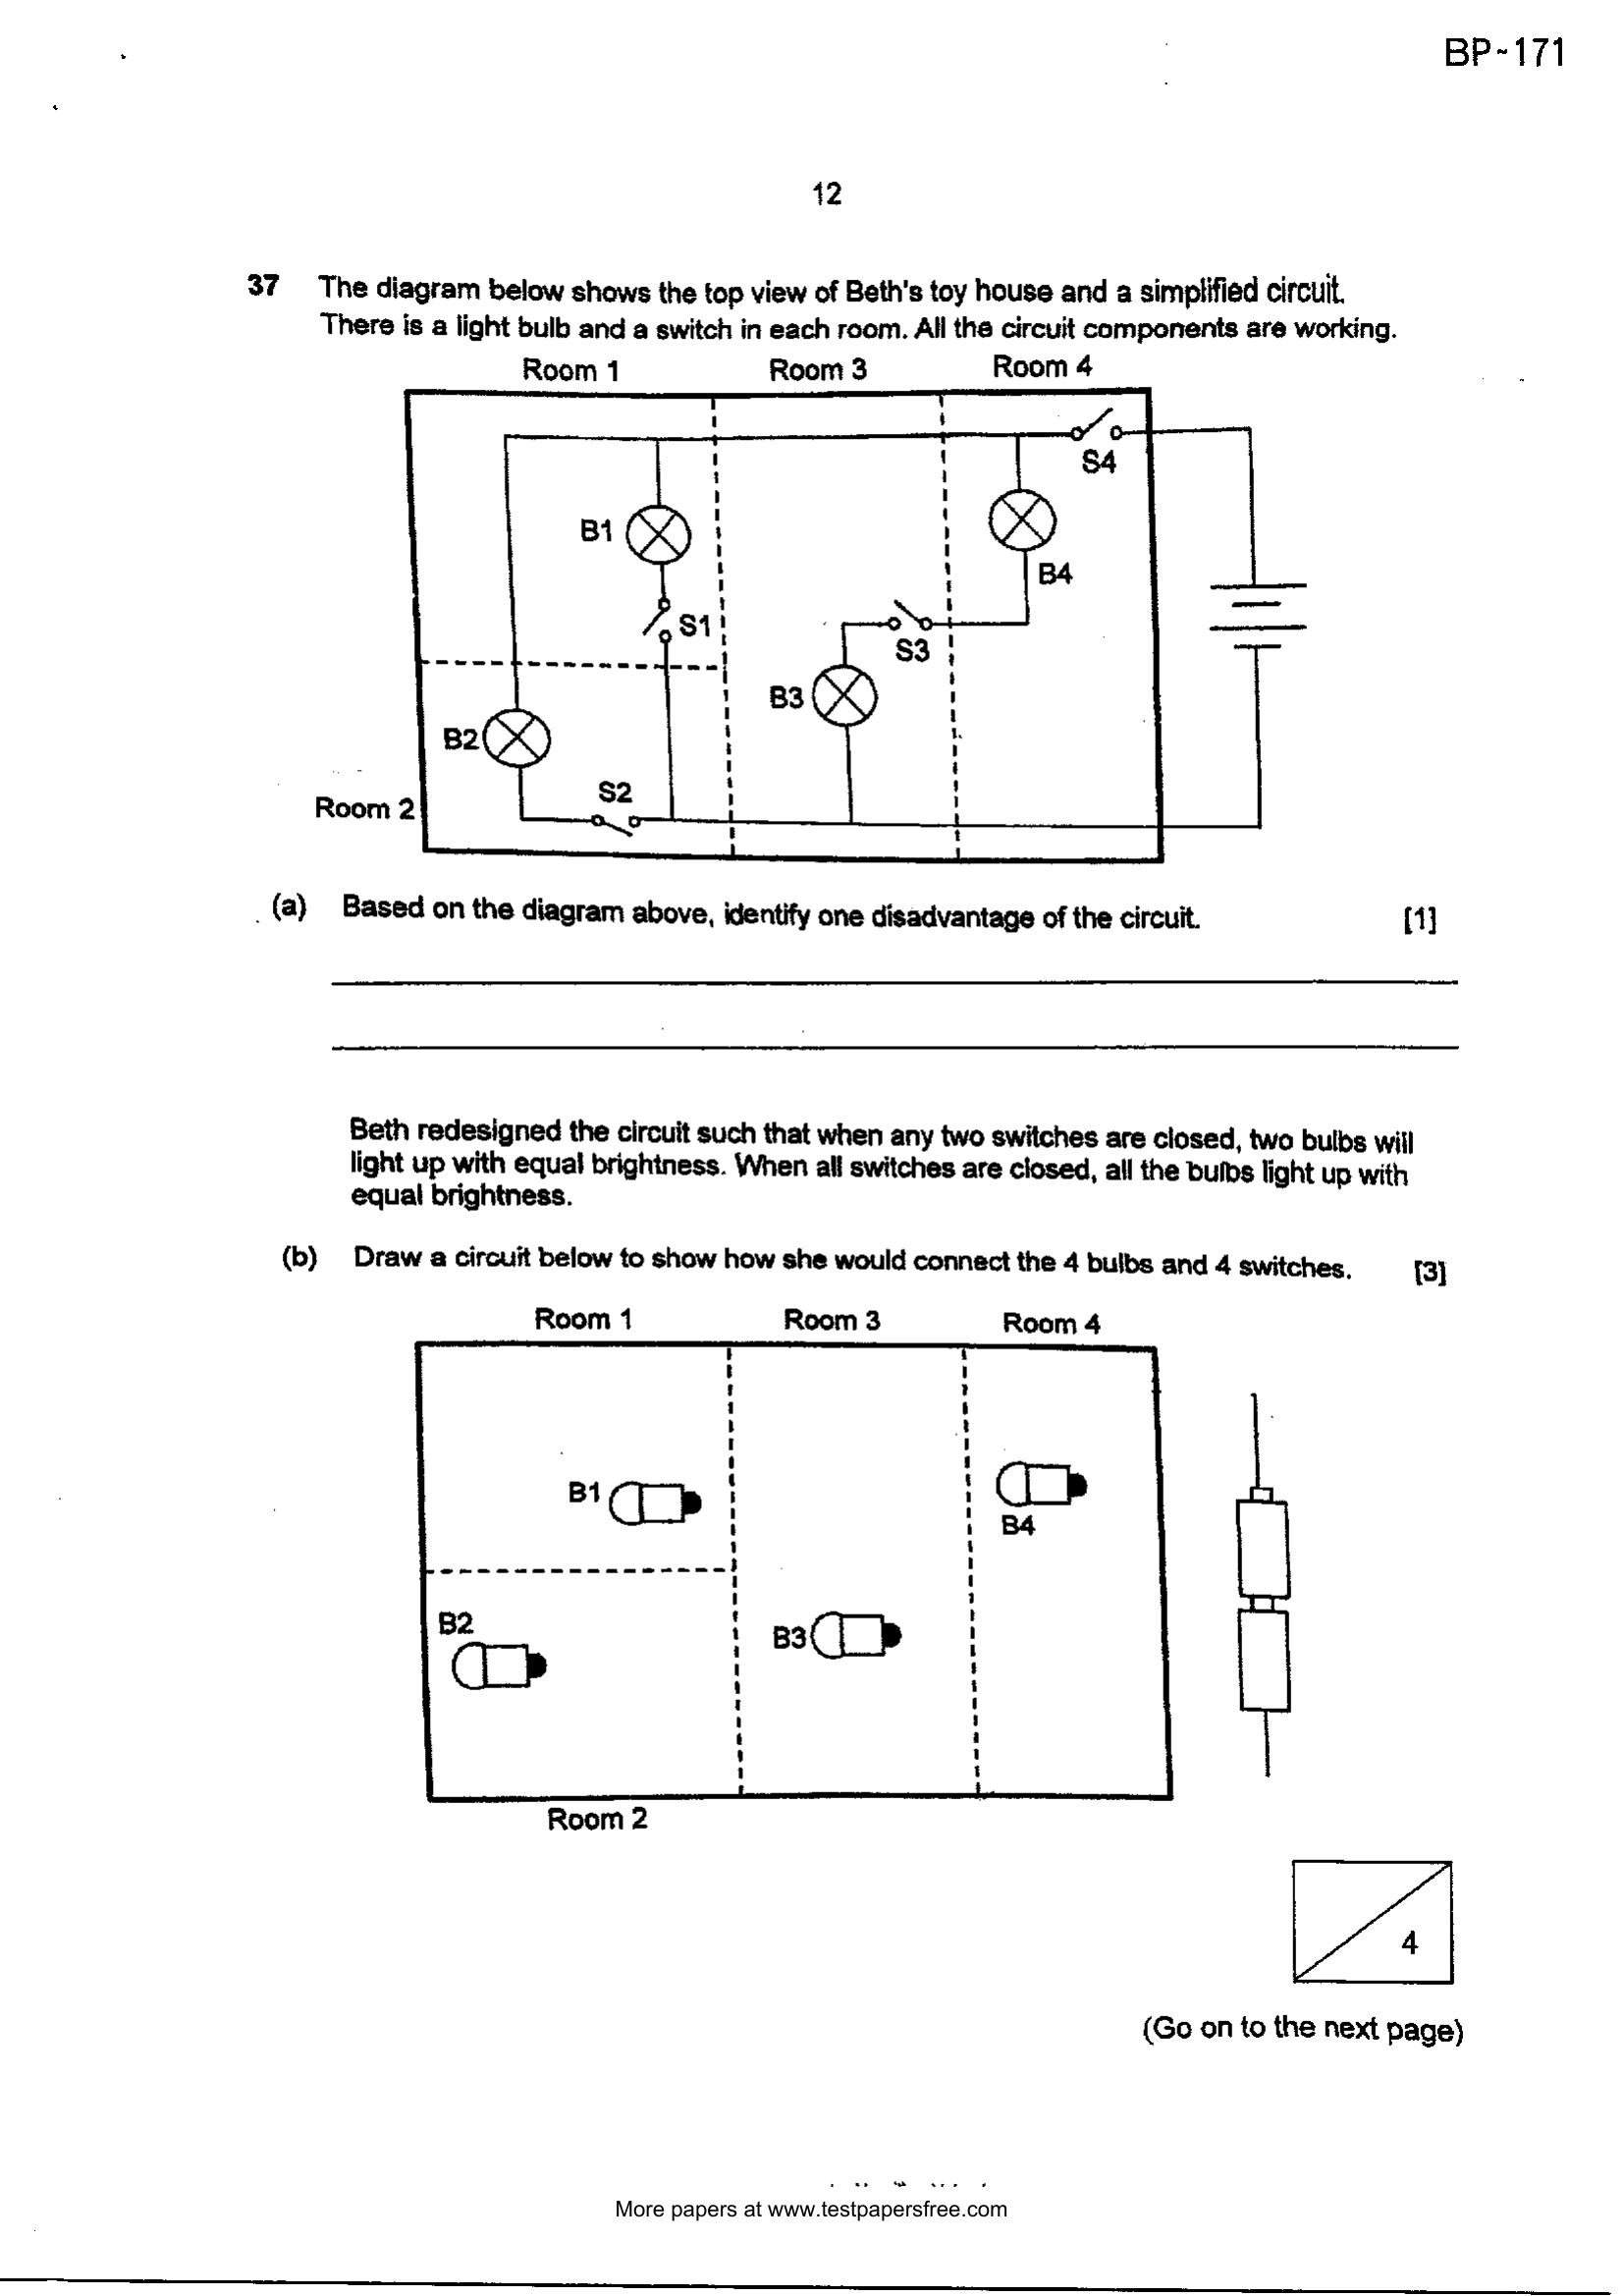 BP-171
12
37 The diagram below shows the top view of Beth's toy house and a simplified circuit.
There is a light bulb and a switch in each room. All the circuit components are working.
Room 1 Room 3 Room 4
S4
B1
B4
S1
S3
B3
B2
S2
Room 2
(a) Based on the diagram above, identify one disadvantage of the circuit. [1]
Beth redesigned the circuit such that when any two switches are closed, two bulbs will
light up with equal brightness. When all switches are closed, all the bulbs light up with
equal brightness.
(b) Draw a circuit below to show how she would connect the 4 bulbs and 4 switches. [3]
Room 1 Room 3 Room 4
B1
B4
B2
B3
Room 2
4
(Go on to the next page)
More papers at www.testpapersfree.com